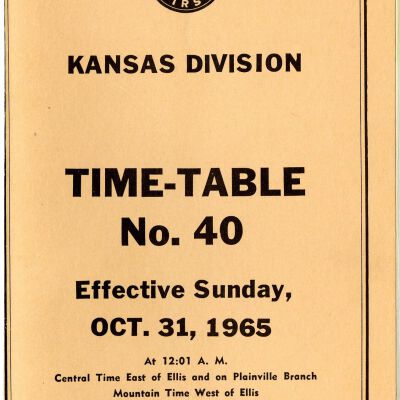 KANSAS DIVISION
TIME-TABLE
No. 40
Effective Sunday,
OCT. 31, 1965
At 12:01 A. M.
Central Time East of Ellis and on Plainville Branch
Mountain Time West of Ellis